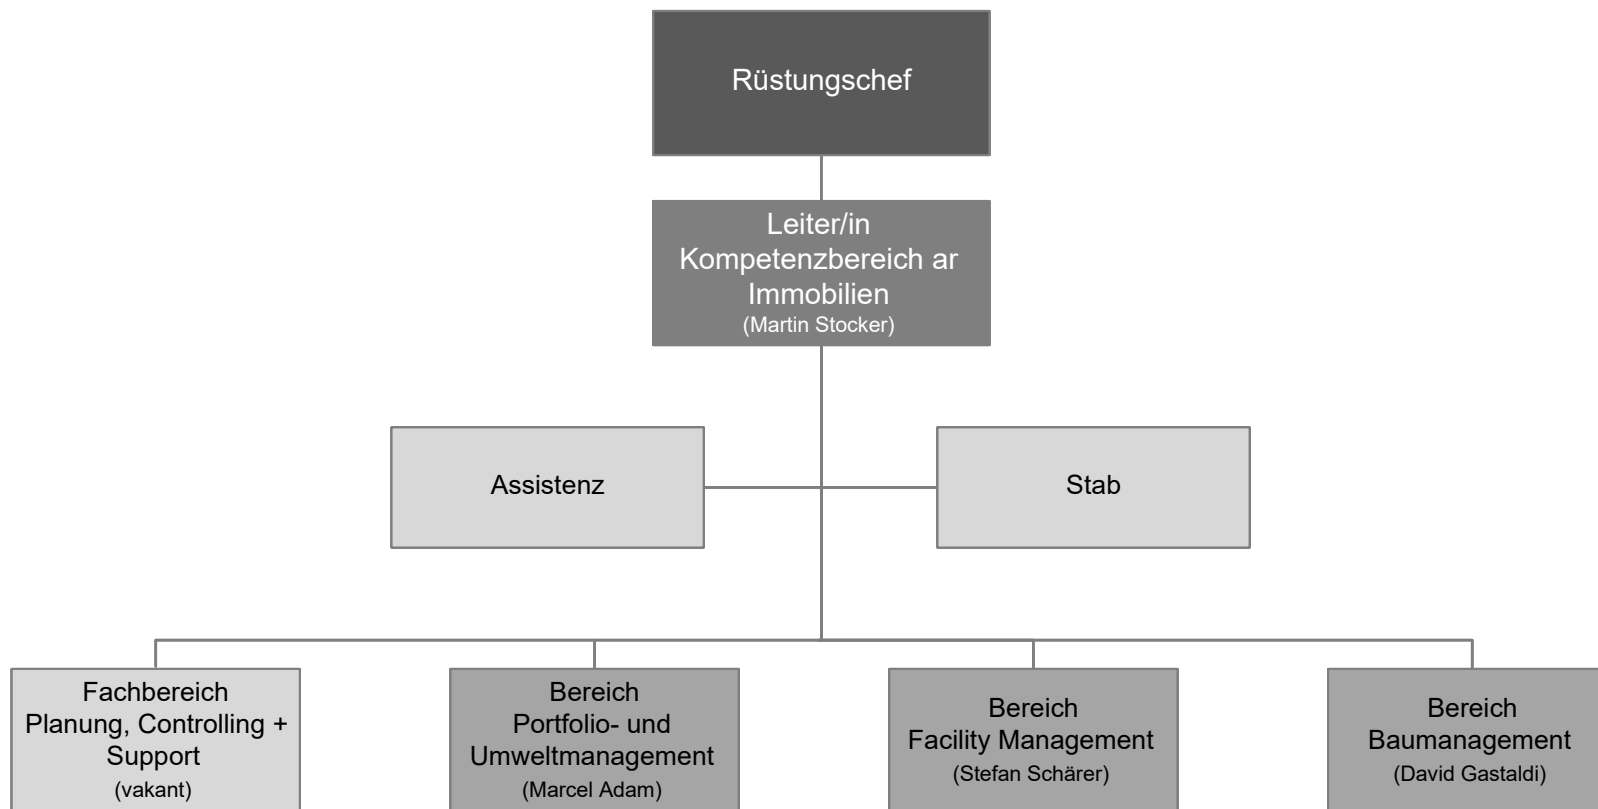 Rüstungschef
Leiter/in
Kompetenzbereich ar
Immobilien
(Martin Stocker)
Assistenz
Stab
Fachbereich
Planung, Controlling +
Support
(vakant)
Bereich
Portfolio- und
Umweltmanagement
(Marcel Adam)
Bereich
Facility Management
(Stefan Schärer)
Bereich
Baumanagement
(David Gastaldi)